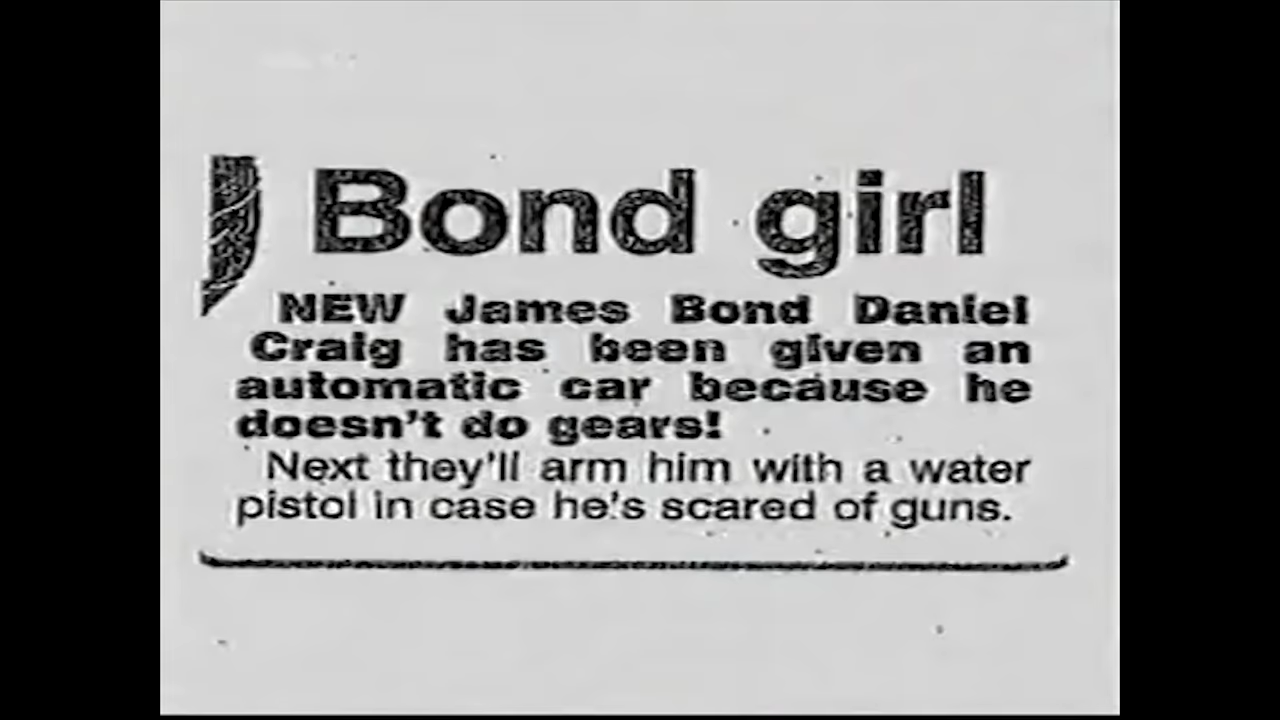 Bond girl
NEW James Bond Daniel
Craig has been given an
automatic car because he
doesn't do gears!
Next they'll arm him with a water
pistol in case he's scared of guns.